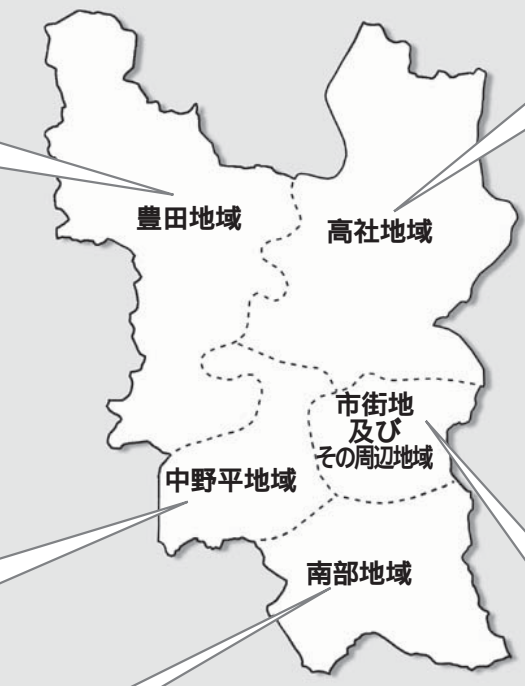 豊田地域
高社地域
市街地
及び
その周辺地域
中野平地域
南部地域